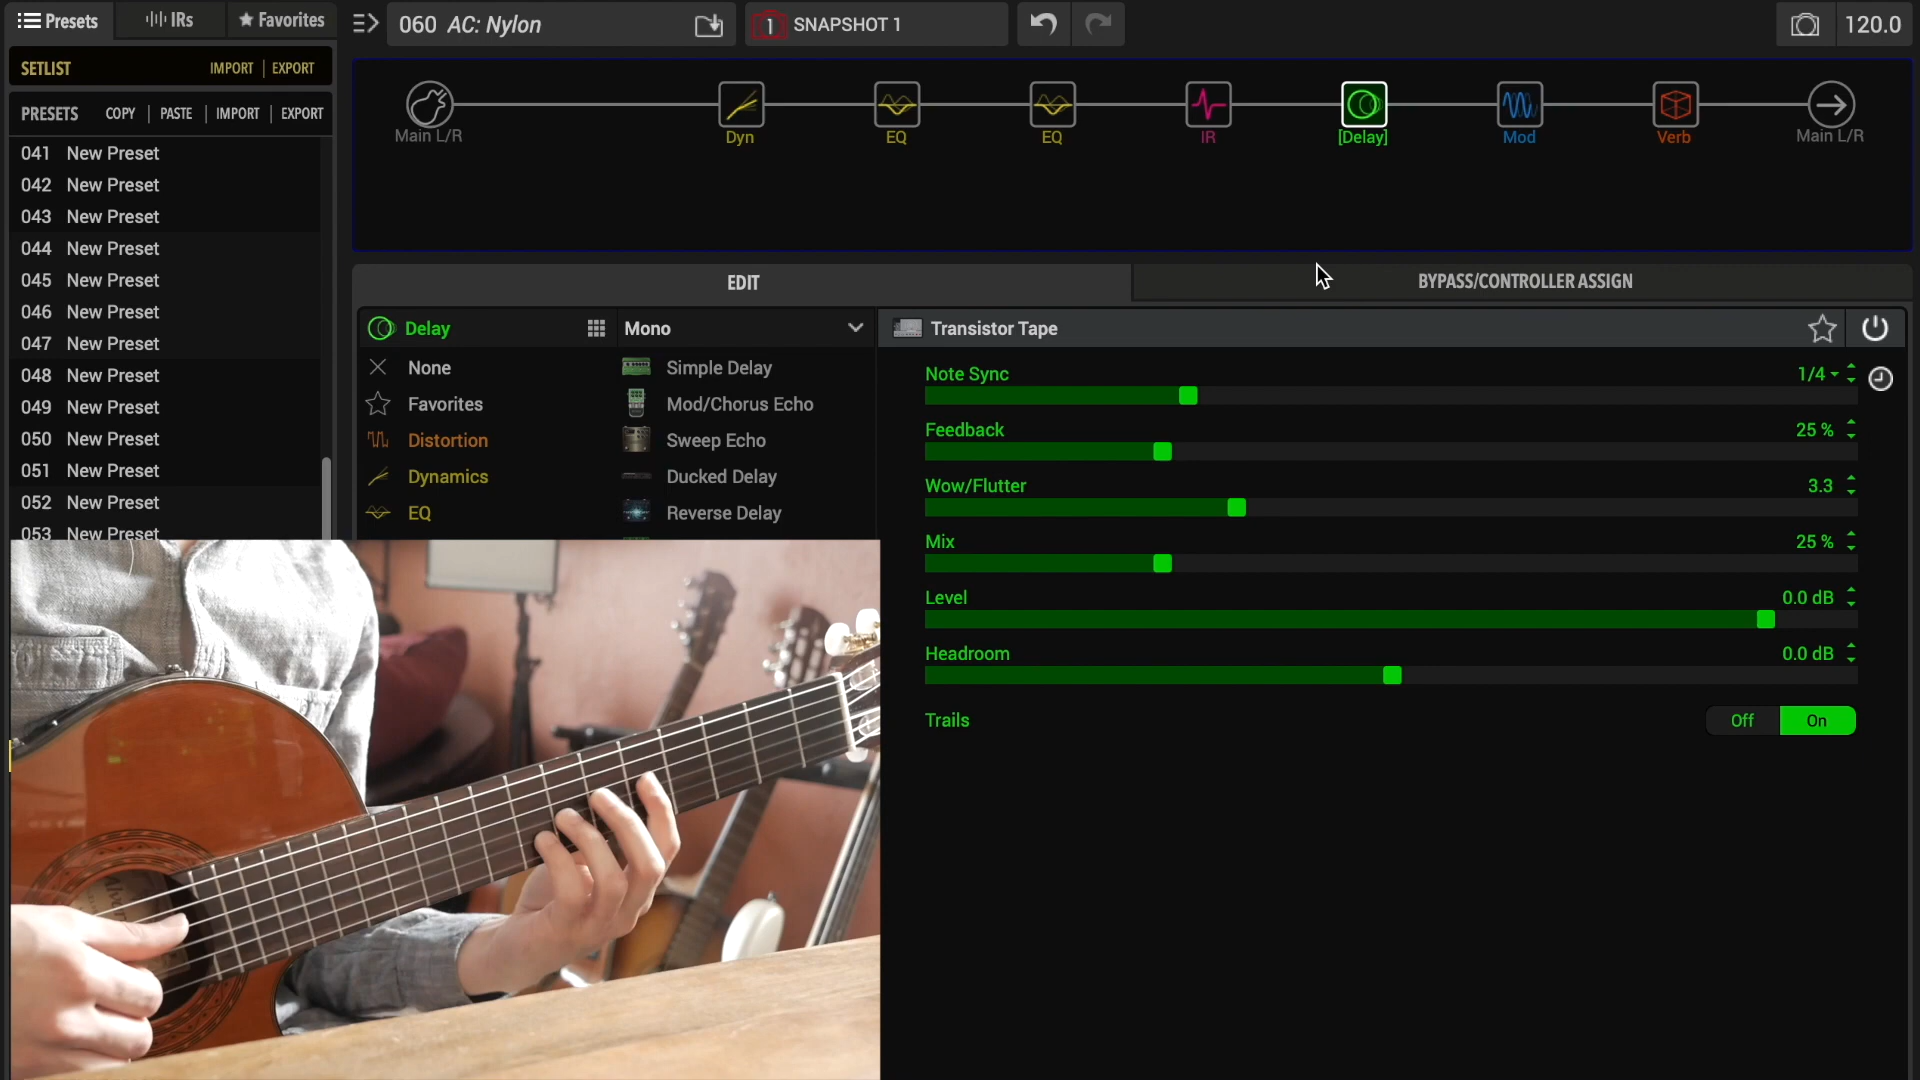 Presets
IRs
Favorites
060 AC: Nylon
1 SNAPSHOT 1
120.0
SETLIST
IMPORT
EXPORT
PRESETS
COPY
PASTE
IMPORT
EXPORT
041 New Preset
042 New Preset
043 New Preset
044 New Preset
045 New Preset
046 New Preset
047 New Preset
048 New Preset
049 New Preset
050 New Preset
051 New Preset
052 New Preset
053 New Preset
Main L/R
Dyn
EQ
EQ
IR
[Delay]
Mod
Verb
Main L/R
EDIT
BYPASS/CONTROLLER ASSIGN
Delay
Mono
None
Favorites
Distortion
Dynamics
EQ
Simple Delay
Mod/Chorus Echo
Sweep Echo
Ducked Delay
Reverse Delay
Transistor Tape
Note Sync 1/4
Feedback 25 %
Wow/Flutter 3.3
Mix 25 %
Level 0.0 dB
Headroom 0.0 dB
Trails Off On